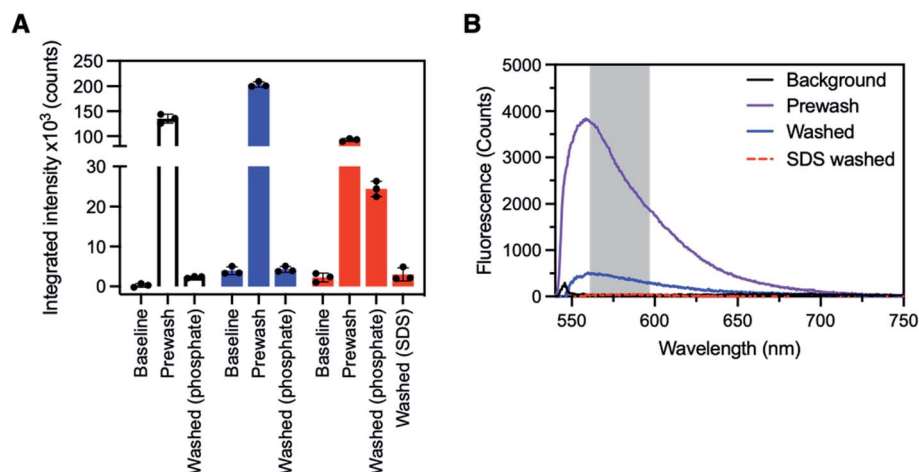 A
Integrated intensity x10³ (counts)
250
200
150
100
30
20
10
0
Baseline
Prewash
Washed (phosphate)
Baseline
Prewash
Washed (phosphate)
Baseline
Prewash
Washed (phosphate)
Washed (SDS)
B
Fluorescence (Counts)
5000
4000
3000
2000
1000
0
Background
Prewash
Washed
SDS washed
550 600 650 700 750
Wavelength (nm)